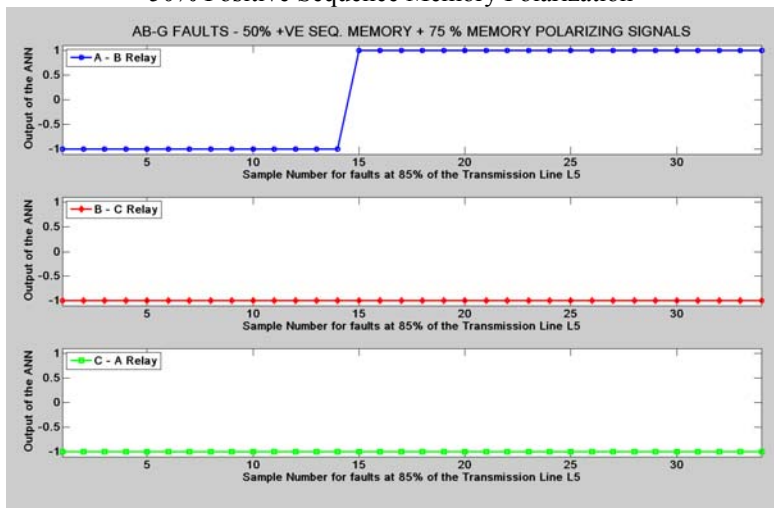 50% Positive Sequence Memory Polarization
AB-G FAULTS - 50% +VE SEQ. MEMORY + 75 % MEMORY POLARIZING SIGNALS
Output of the ANN
1
0.5
0
-0.5
-1
A - B Relay
5 10 15 20 25 30
Sample Number for faults at 85% of the Transmission Line L5
Output of the ANN
1
0.5
0
-0.5
-1
B - C Relay
5 10 15 20 25 30
Sample Number for faults at 85% of the Transmission Line L5
Output of the ANN
1
0.5
0
-0.5
-1
C - A Relay
5 10 15 20 25 30
Sample Number for faults at 85% of the Transmission Line L5